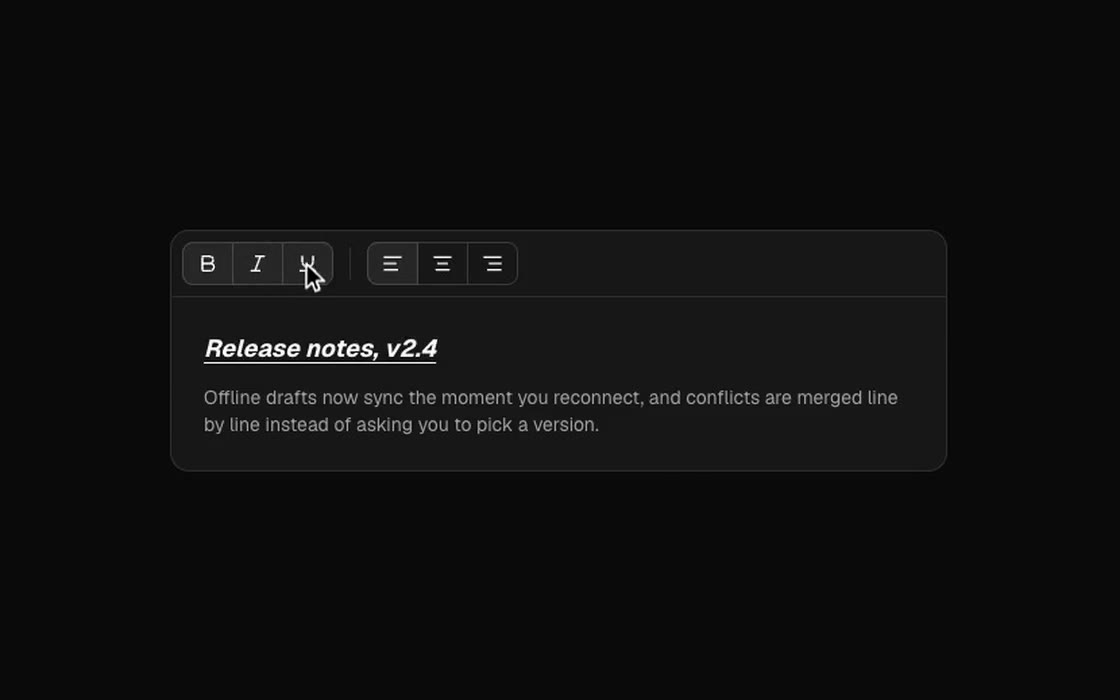 B I U
Release notes, v2.4
Offline drafts now sync the moment you reconnect, and conflicts are merged line
by line instead of asking you to pick a version.